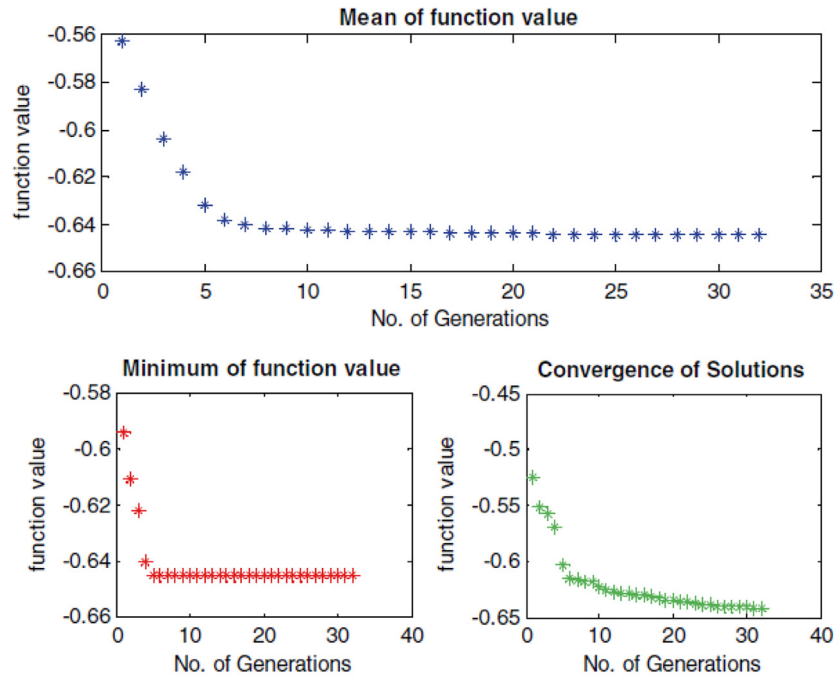 Mean of function value
-0.56
-0.58
-0.6
-0.62
-0.64
-0.66
function value
0 5 10 15 20 25 30 35
No. of Generations
Minimum of function value
-0.58
-0.6
-0.62
-0.64
-0.66
function value
0 20 40
No. of Generations
Convergence of Solutions
-0.45
-0.5
-0.55
-0.6
-0.65
function value
0 10 20 30 40
No. of Generations